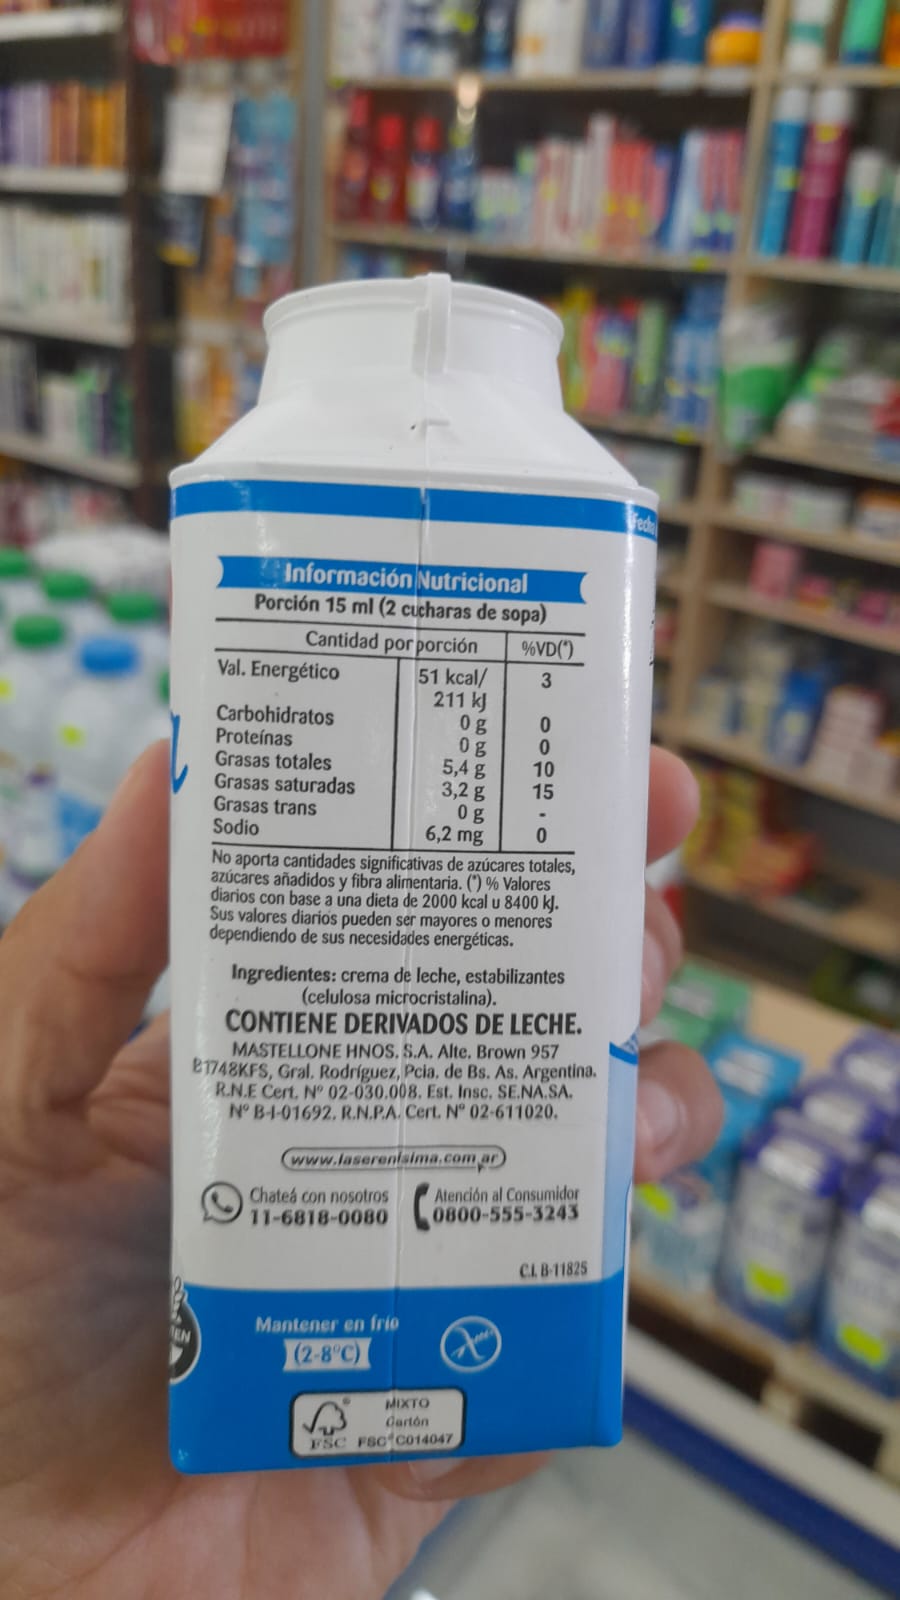 Fecha
Información Nutricional
Porción 15 ml (2 cucharas de sopa)
Cantidad por porción %VD(*)
Val. Energético 51 kcal/ 3
211 kJ
Carbohidratos 0 g 0
Proteínas 0 g 0
Grasas totales 5,4 g 10
Grasas saturadas 3,2 g 15
Grasas trans 0 g -
Sodio 6,2 mg 0
No aporta cantidades significativas de azúcares totales,
azúcares añadidos y fibra alimentaria. (*) % Valores
diarios con base a una dieta de 2000 kcal u 8400 kJ.
Sus valores diarios pueden ser mayores o menores
dependiendo de sus necesidades energéticas.
Ingredientes: crema de leche, estabilizantes
(celulosa microcristalina).
CONTIENE DERIVADOS DE LECHE.
MASTELLONE HNOS. S.A. Alte. Brown 957
B1748KFS, Gral. Rodríguez, Pcia. de Bs. As. Argentina.
R.N.E Cert. Nº 02-030.008. Est. Insc. SE.NA.SA.
Nº B-I-01692. R.N.P.A. Cert. Nº 02-611020.
www.laserenisima.com.ar
Chateá con nosotros
11-6818-0080
Atención al Consumidor
0800-555-3243
C.I. B-11825
Mantener en frío
(2-8°C)
MIXTO
Cartón
FSC FSC® C014047